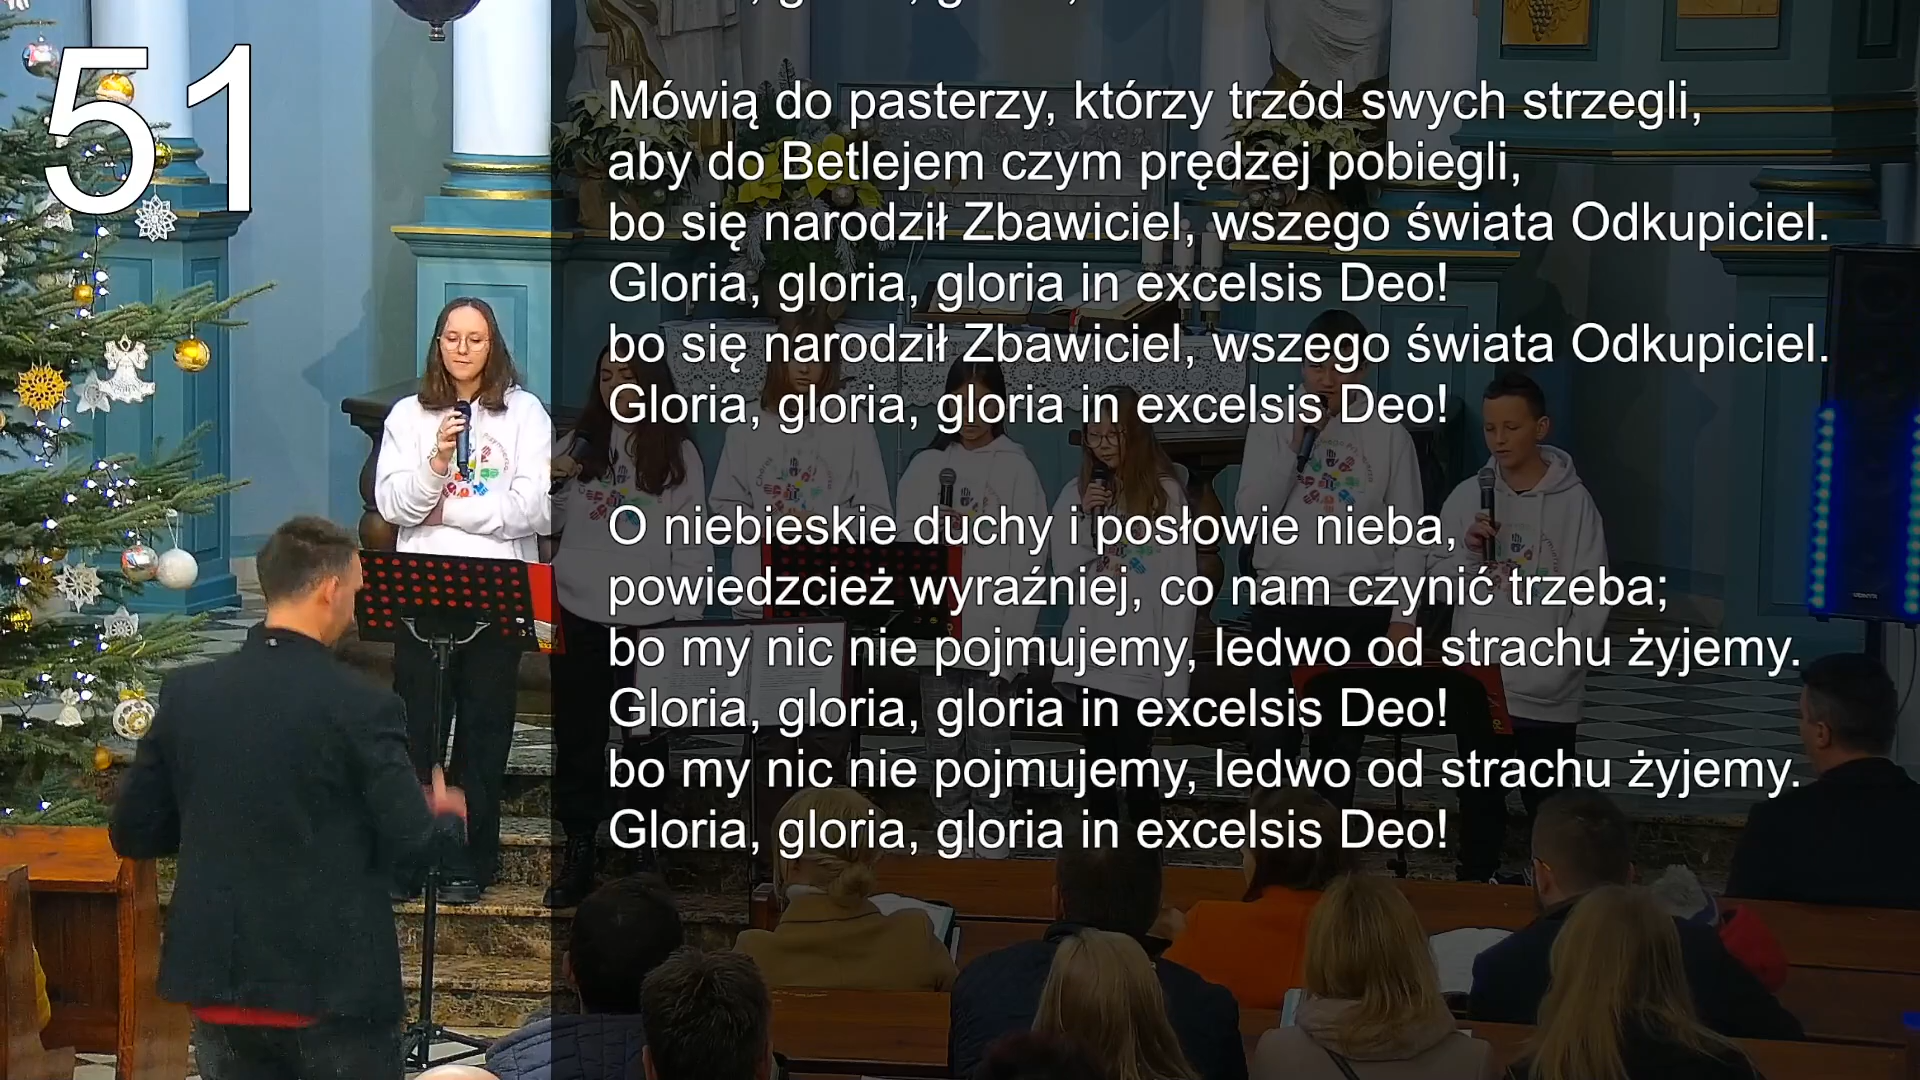 51
Mówią do pasterzy, którzy trzód swych strzegli,
aby do Betlejem czym prędzej pobiegli,
bo się narodził Zbawiciel, wszego świata Odkupiciel.
Gloria, gloria, gloria in excelsis Deo!
bo się narodził Zbawiciel, wszego świata Odkupiciel.
Gloria, gloria, gloria in excelsis Deo!
O niebieskie duchy i posłowie nieba,
powiedzcież wyraźniej, co nam czynić trzeba;
bo my nic nie pojmujemy, ledwo od strachu żyjemy.
Gloria, gloria, gloria in excelsis Deo!
bo my nic nie pojmujemy, ledwo od strachu żyjemy.
Gloria, gloria, gloria in excelsis Deo!